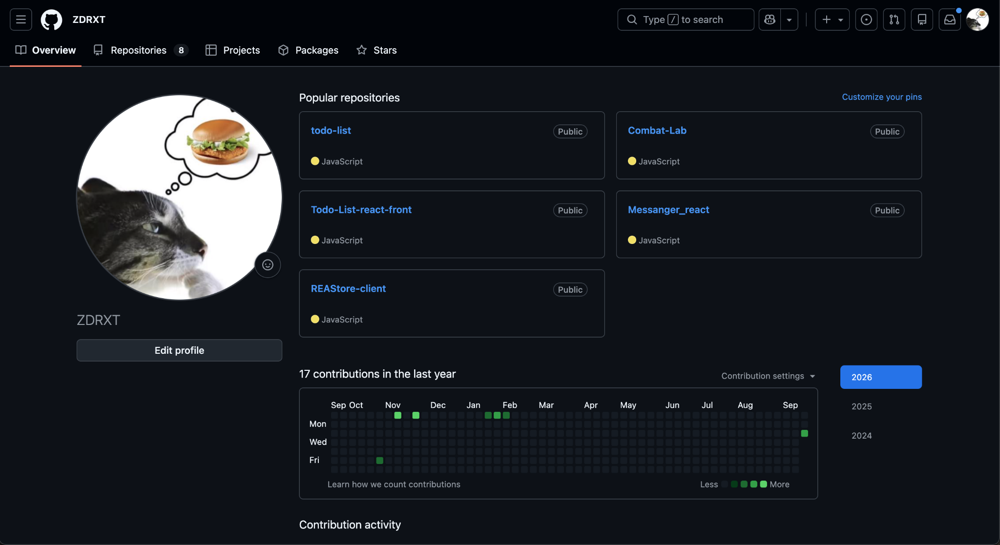 ZDRXT
Type / to search
Overview
Repositories 8
Projects
Packages
Stars
Popular repositories
Customize your pins
todo-list
Public
JavaScript
Combat-Lab
Public
JavaScript
Todo-List-react-front
Public
JavaScript
Messanger_react
Public
JavaScript
REAStore-client
Public
JavaScript
ZDRXT
Edit profile
17 contributions in the last year
Contribution settings
2026
2025
2024
Sep Oct Nov Dec Jan Feb Mar Apr May Jun Jul Aug Sep
Mon
Wed
Fri
Learn how we count contributions
Less More
Contribution activity